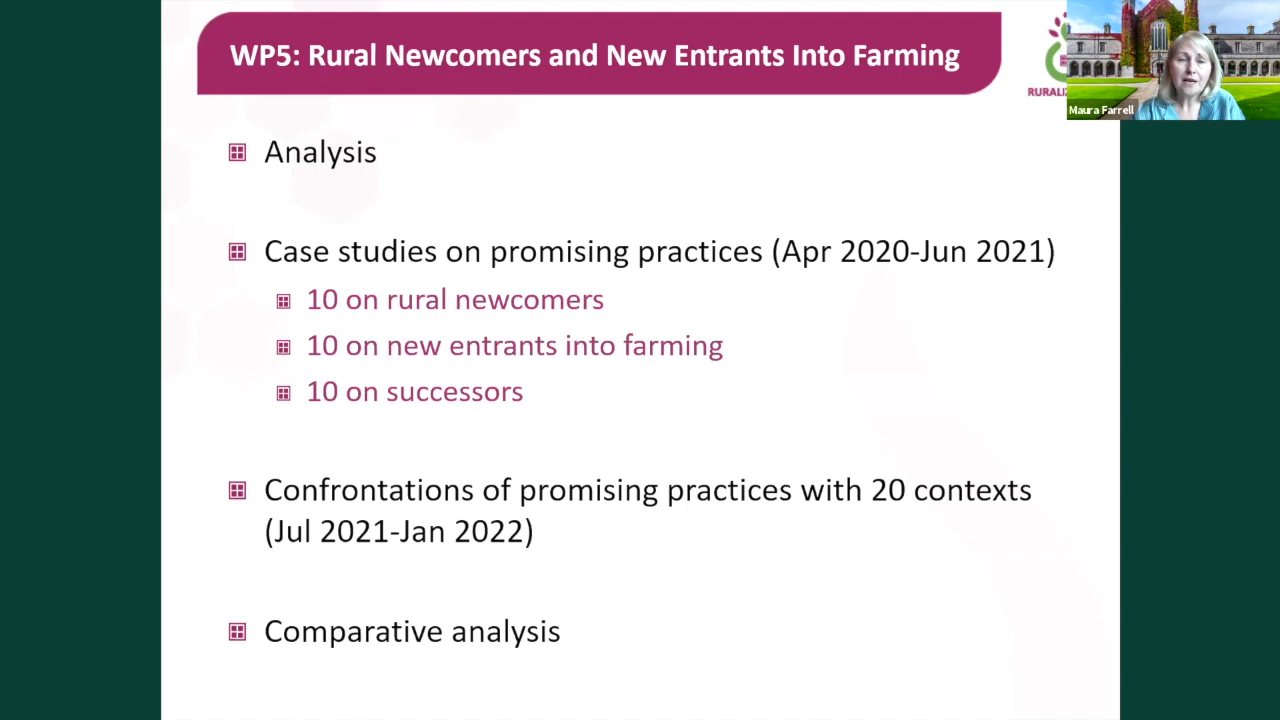 WP5: Rural Newcomers and New Entrants Into Farming
RURALIZ
Maura Farrell
Analysis
Case studies on promising practices (Apr 2020-Jun 2021)
10 on rural newcomers
10 on new entrants into farming
10 on successors
Confrontations of promising practices with 20 contexts
(Jul 2021-Jan 2022)
Comparative analysis